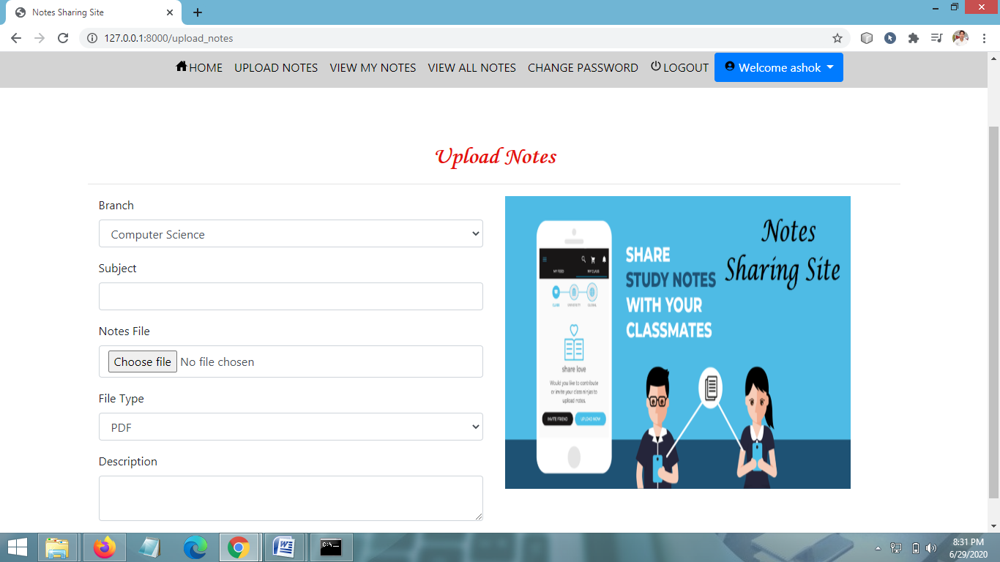 Notes Sharing Site
127.0.0.1:8000/upload_notes
HOME UPLOAD NOTES VIEW MY NOTES VIEW ALL NOTES CHANGE PASSWORD LOGOUT Welcome ashok
Upload Notes
Branch
Computer Science
Subject
Notes File
Choose file No file chosen
File Type
PDF
Description
Notes
Sharing Site
SHARE
STUDY NOTES
WITH YOUR
CLASSMATES
MY FEED MY CLASS
CLASS UNIVERSITY GLOBAL
share love
Would you like to contribute
or invite your class ninjas to
upload notes.
INVITE FRIEND UPLOAD NOW
C:\_
8:31 PM
6/29/2020